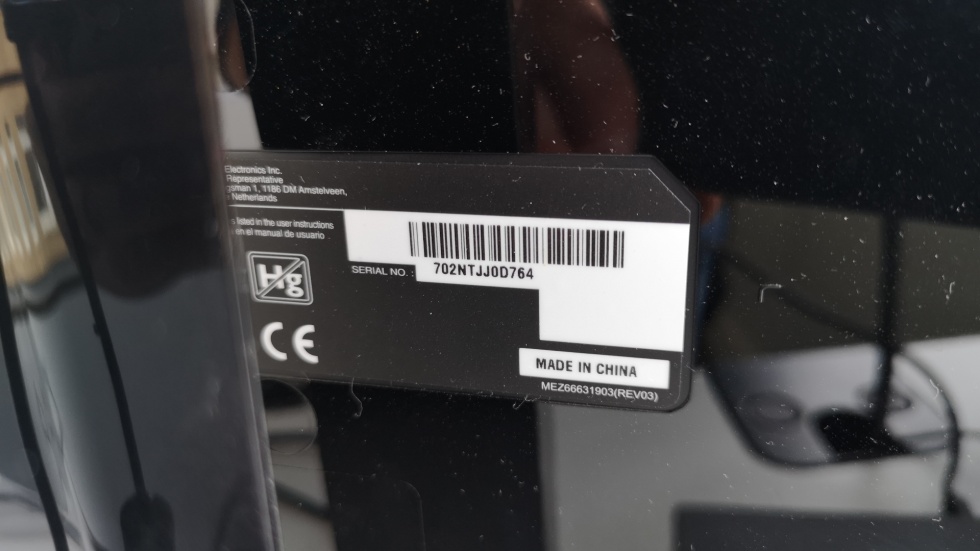 Electronics Inc.
Representative
gsman 1, 1186 DM Amstelveen,
Netherlands
listed in the user instructions
en el manual de usuario
SERIAL NO. : 702NTJJ0D764
Hg
CE
MADE IN CHINA
MEZ66631903(REV03)